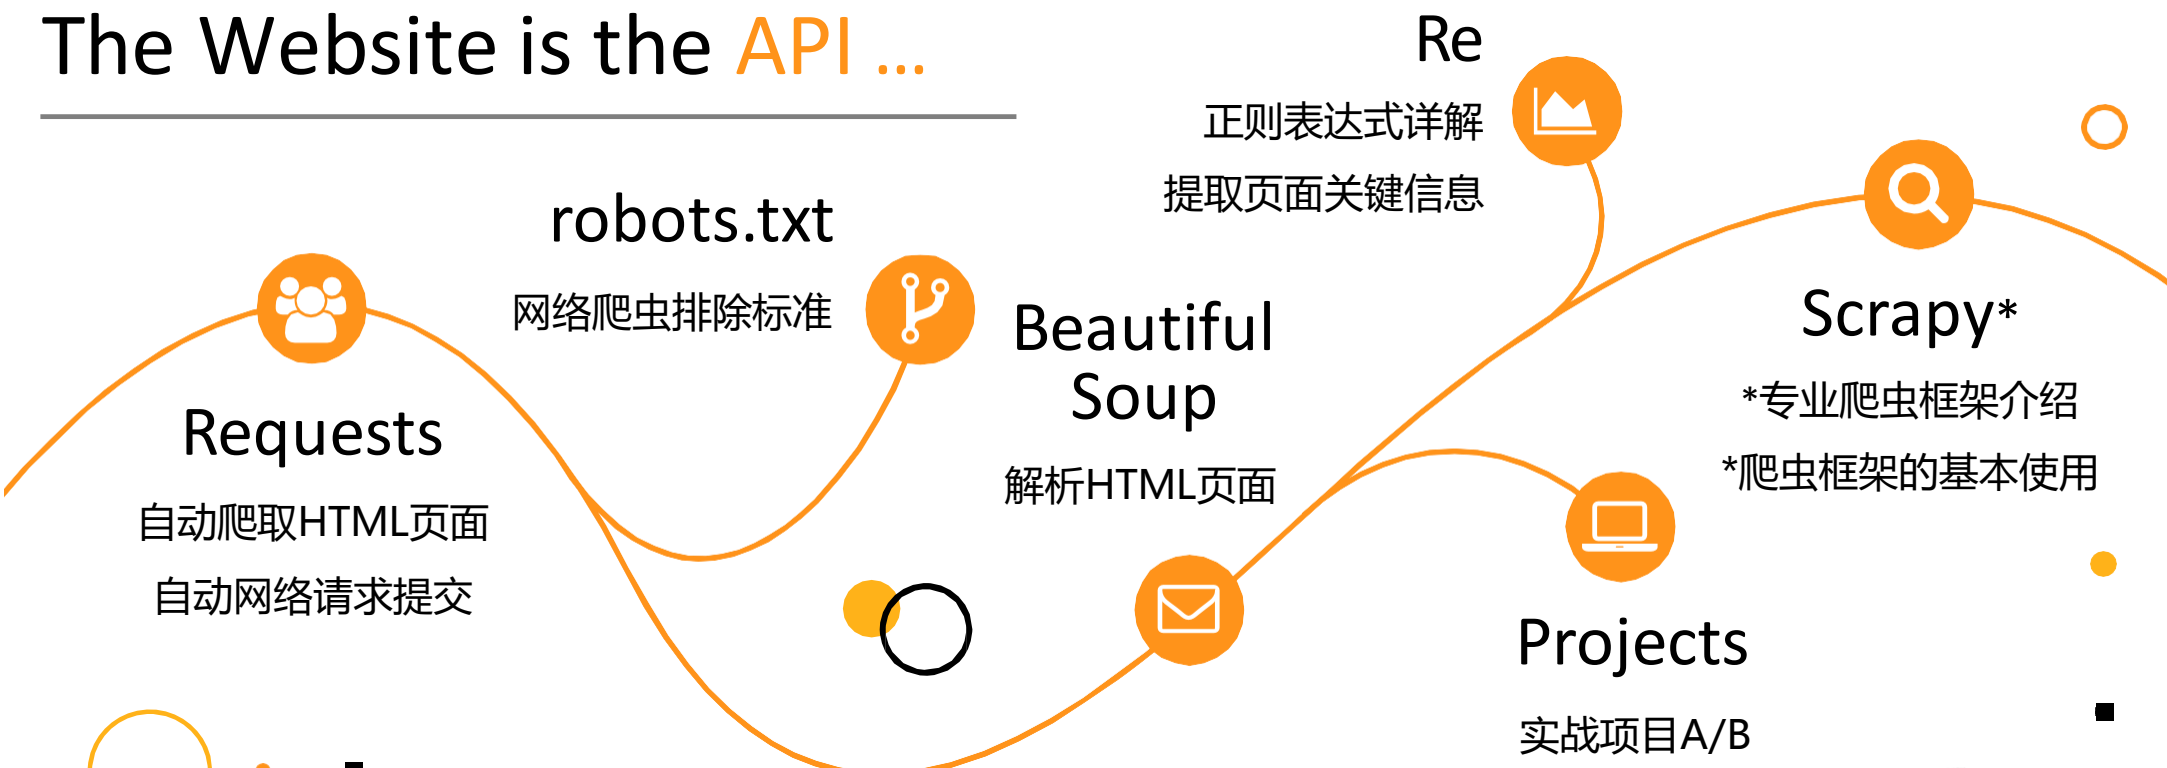 The Website is the API ...
Requests
自动爬取HTML页面
自动网络请求提交
robots.txt
网络爬虫排除标准
Beautiful
Soup
解析HTML页面
Re
正则表达式详解
提取页面关键信息
Projects
实战项目A/B
Scrapy*
*专业爬虫框架介绍
*爬虫框架的基本使用